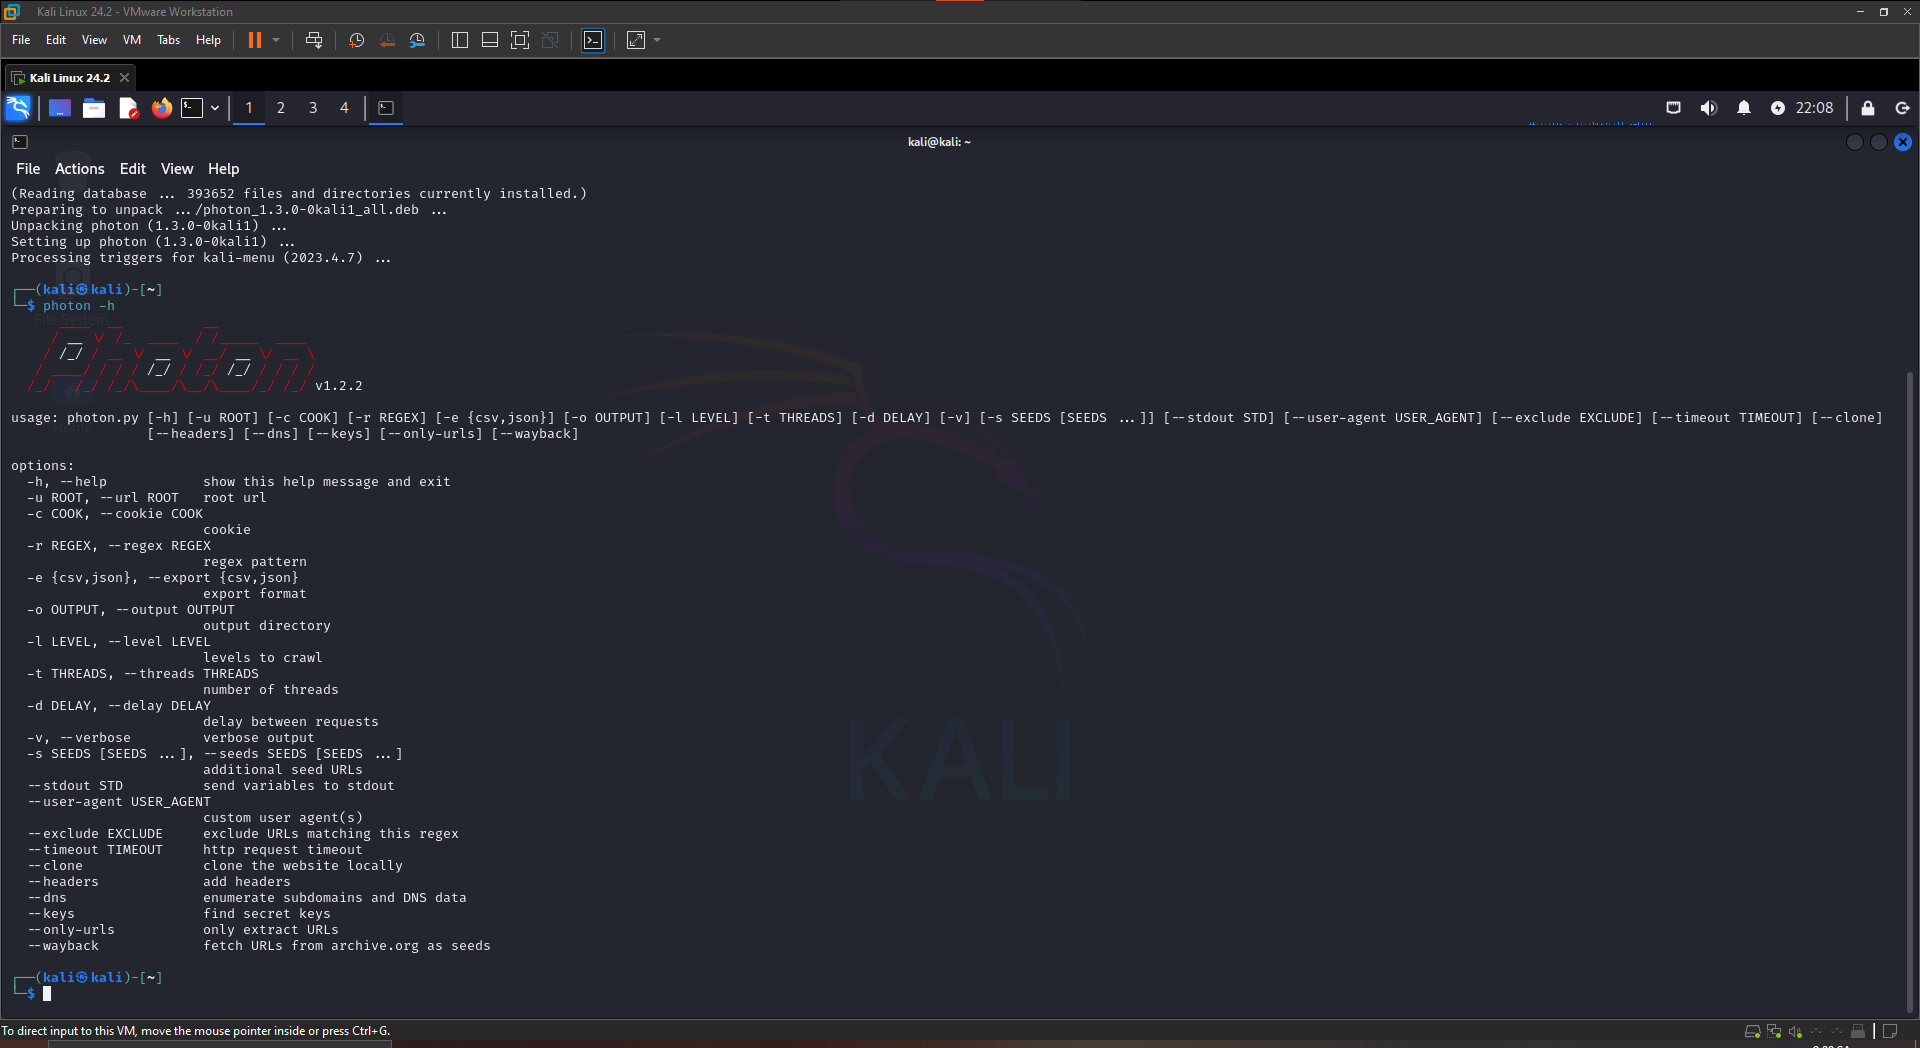 Kali Linux 24.2 - VMware Workstation
File Edit View VM Tabs Help
Kali Linux 24.2
1 2 3 4 22:08
kali@kali: ~
File Actions Edit View Help
(Reading database ... 393652 files and directories currently installed.)
Preparing to unpack .../photon_1.3.0-0kali1_all.deb ...
Unpacking photon (1.3.0-0kali1) ...
Setting up photon (1.3.0-0kali1) ...
Processing triggers for kali-menu (2023.4.7) ...
(kali㉿kali)-[~]
$ photon -h
File System
Photon
v1.2.2
usage: photon.py [-h] [-u ROOT] [-c COOK] [-r REGEX] [-e {csv,json}] [-o OUTPUT] [-l LEVEL] [-t THREADS] [-d DELAY] [-v] [-s SEEDS [SEEDS ...]] [--stdout STD] [--user-agent USER_AGENT] [--exclude EXCLUDE] [--timeout TIMEOUT] [--clone]
[--headers] [--dns] [--keys] [--only-urls] [--wayback]
Home
options:
-h, --help show this help message and exit
-u ROOT, --url ROOT root url
-c COOK, --cookie COOK
cookie
-r REGEX, --regex REGEX
regex pattern
-e {csv,json}, --export {csv,json}
export format
-o OUTPUT, --output OUTPUT
output directory
-l LEVEL, --level LEVEL
levels to crawl
-t THREADS, --threads THREADS
number of threads
-d DELAY, --delay DELAY
delay between requests
-v, --verbose verbose output
-s SEEDS [SEEDS ...], --seeds SEEDS [SEEDS ...]
additional seed URLs
--stdout STD send variables to stdout
--user-agent USER_AGENT
custom user agent(s)
--exclude EXCLUDE exclude URLs matching this regex
--timeout TIMEOUT http request timeout
--clone clone the website locally
--headers add headers
--dns enumerate subdomains and DNS data
--keys find secret keys
--only-urls only extract URLs
--wayback fetch URLs from archive.org as seeds
KALI
(kali㉿kali)-[~]
$
To direct input to this VM, move the mouse pointer inside or press Ctrl+G.